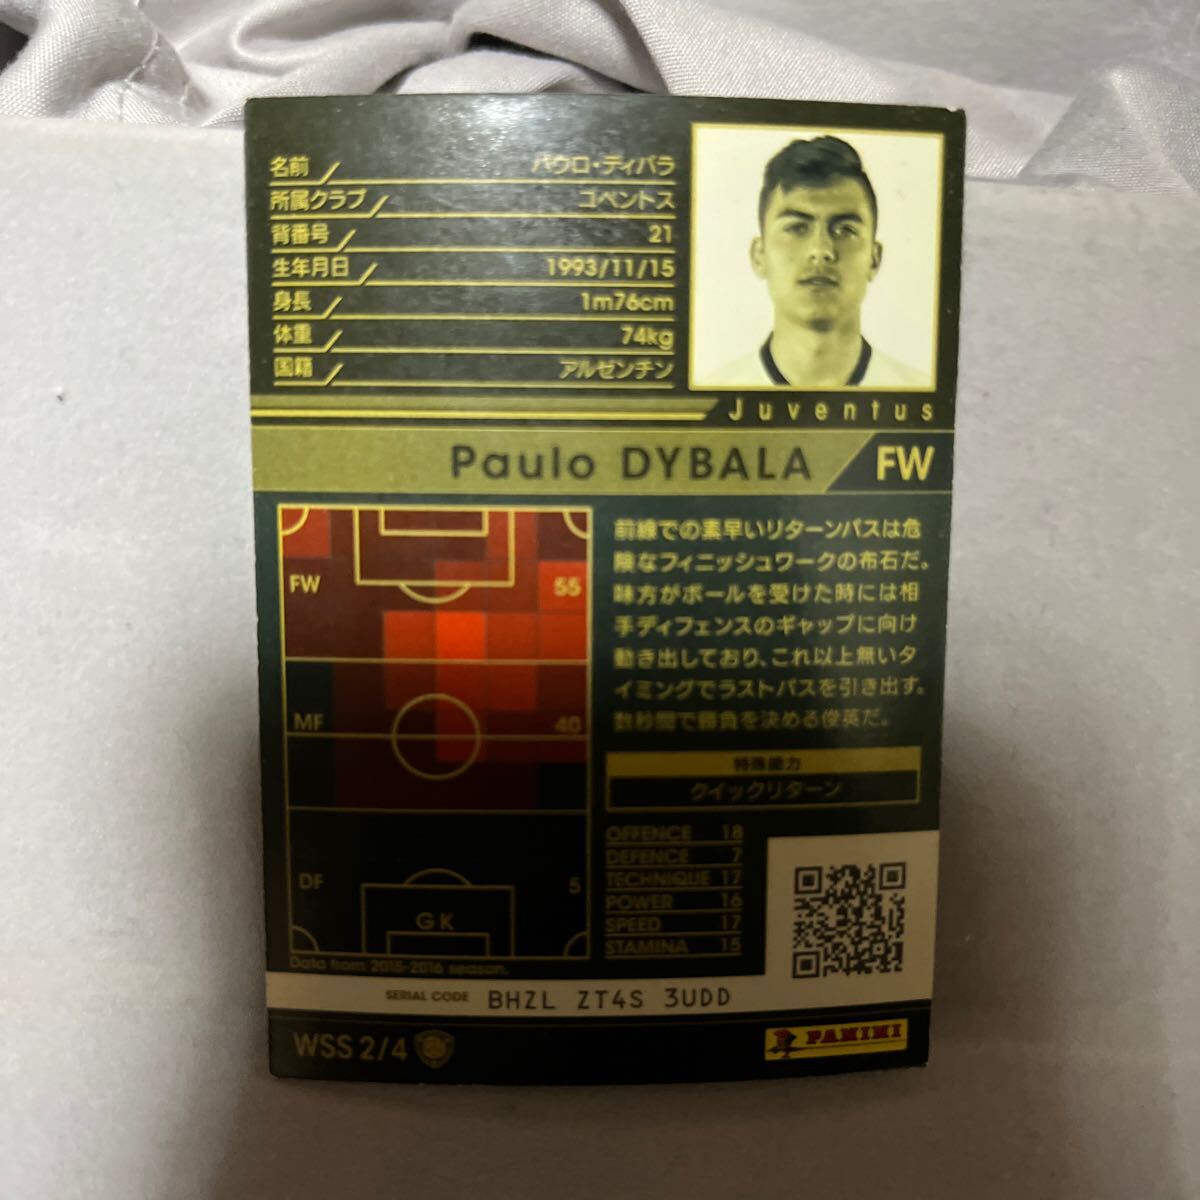 名前 パウロ・ディバラ
所属クラブ ユベントス
背番号 21
生年月日 1993/11/15
身長 1m76cm
体重 74kg
国籍 アルゼンチン
Juventus
Paulo DYBALA FW
FW 55
MF 40
DF 5
GK
Data from 2015-2016 season.
前線での素早いリターンパスは危
険なフィニッシュワークの布石だ。
味方がボールを受けた時には相
手ディフェンスのギャップに向け
動き出しており、これ以上無いタ
イミングでラストパスを引き出す。
数秒間で勝負を決める俊英だ。
特殊能力
クイックリターン
OFFENCE 18
DEFENCE 7
TECHNIQUE 17
POWER 16
SPEED 17
STAMINA 15
SERIAL CODE BHZL ZT4S 3UDD
WSS 2/4
PANINI